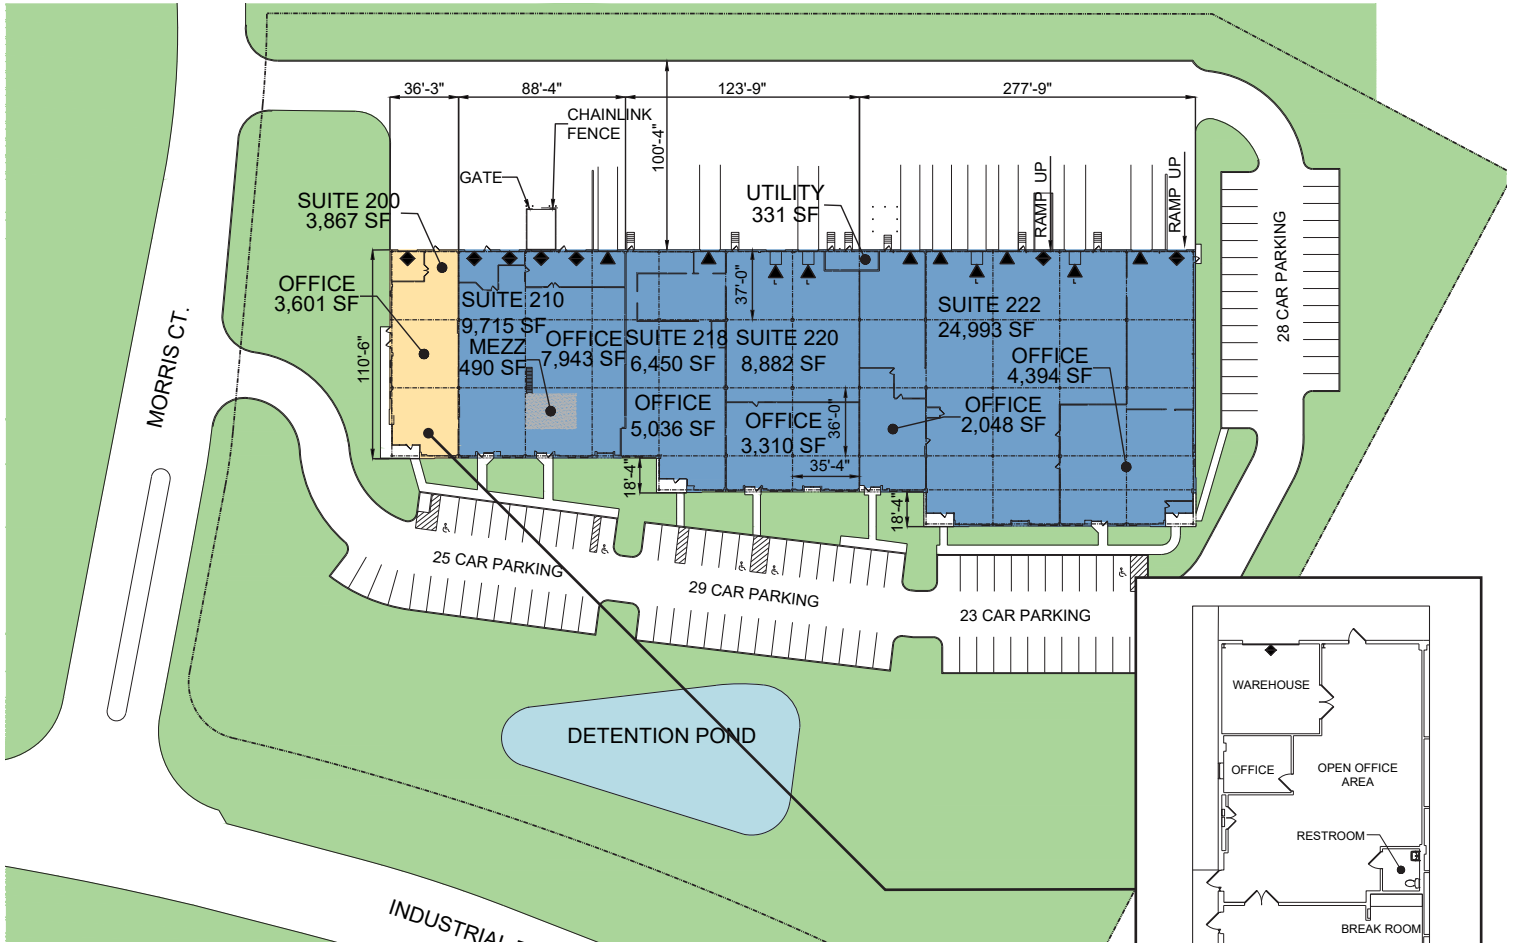 36'-3"
88'-4"
123'-9"
277'-9"
CHAINLINK
FENCE
100'-4"
GATE
SUITE 200
3,867 SF
UTILITY
331 SF
RAMP UP
RAMP UP
28 CAR PARKING
OFFICE
3,601 SF
110'-6"
SUITE 210
9,715 SF
MEZZ
490 SF
OFFICE
7,943 SF
SUITE 218
6,450 SF
OFFICE
5,036 SF
37'-0"
SUITE 220
8,882 SF
OFFICE
3,310 SF
36'-0"
35'-4"
L
L
L
L
SUITE 222
24,993 SF
OFFICE
4,394 SF
OFFICE
2,048 SF
18'-4"
18'-4"
MORRIS CT.
25 CAR PARKING
29 CAR PARKING
23 CAR PARKING
DETENTION POND
INDUSTRIAL
WAREHOUSE
OFFICE
OPEN OFFICE
AREA
RESTROOM
BREAK ROOM